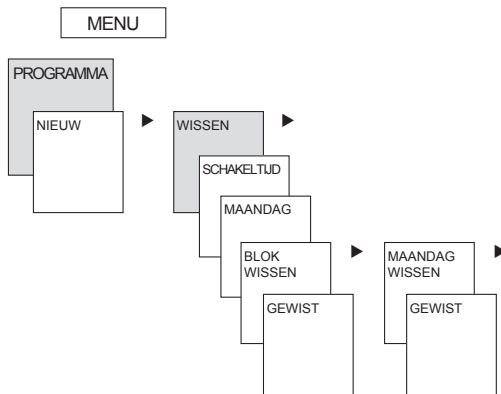 MENU
PROGRAMMA
NIEUW
WISSEN
SCHAKELTIJD
MAANDAG
BLOK
WISSEN
GEWIST
MAANDAG
WISSEN
GEWIST